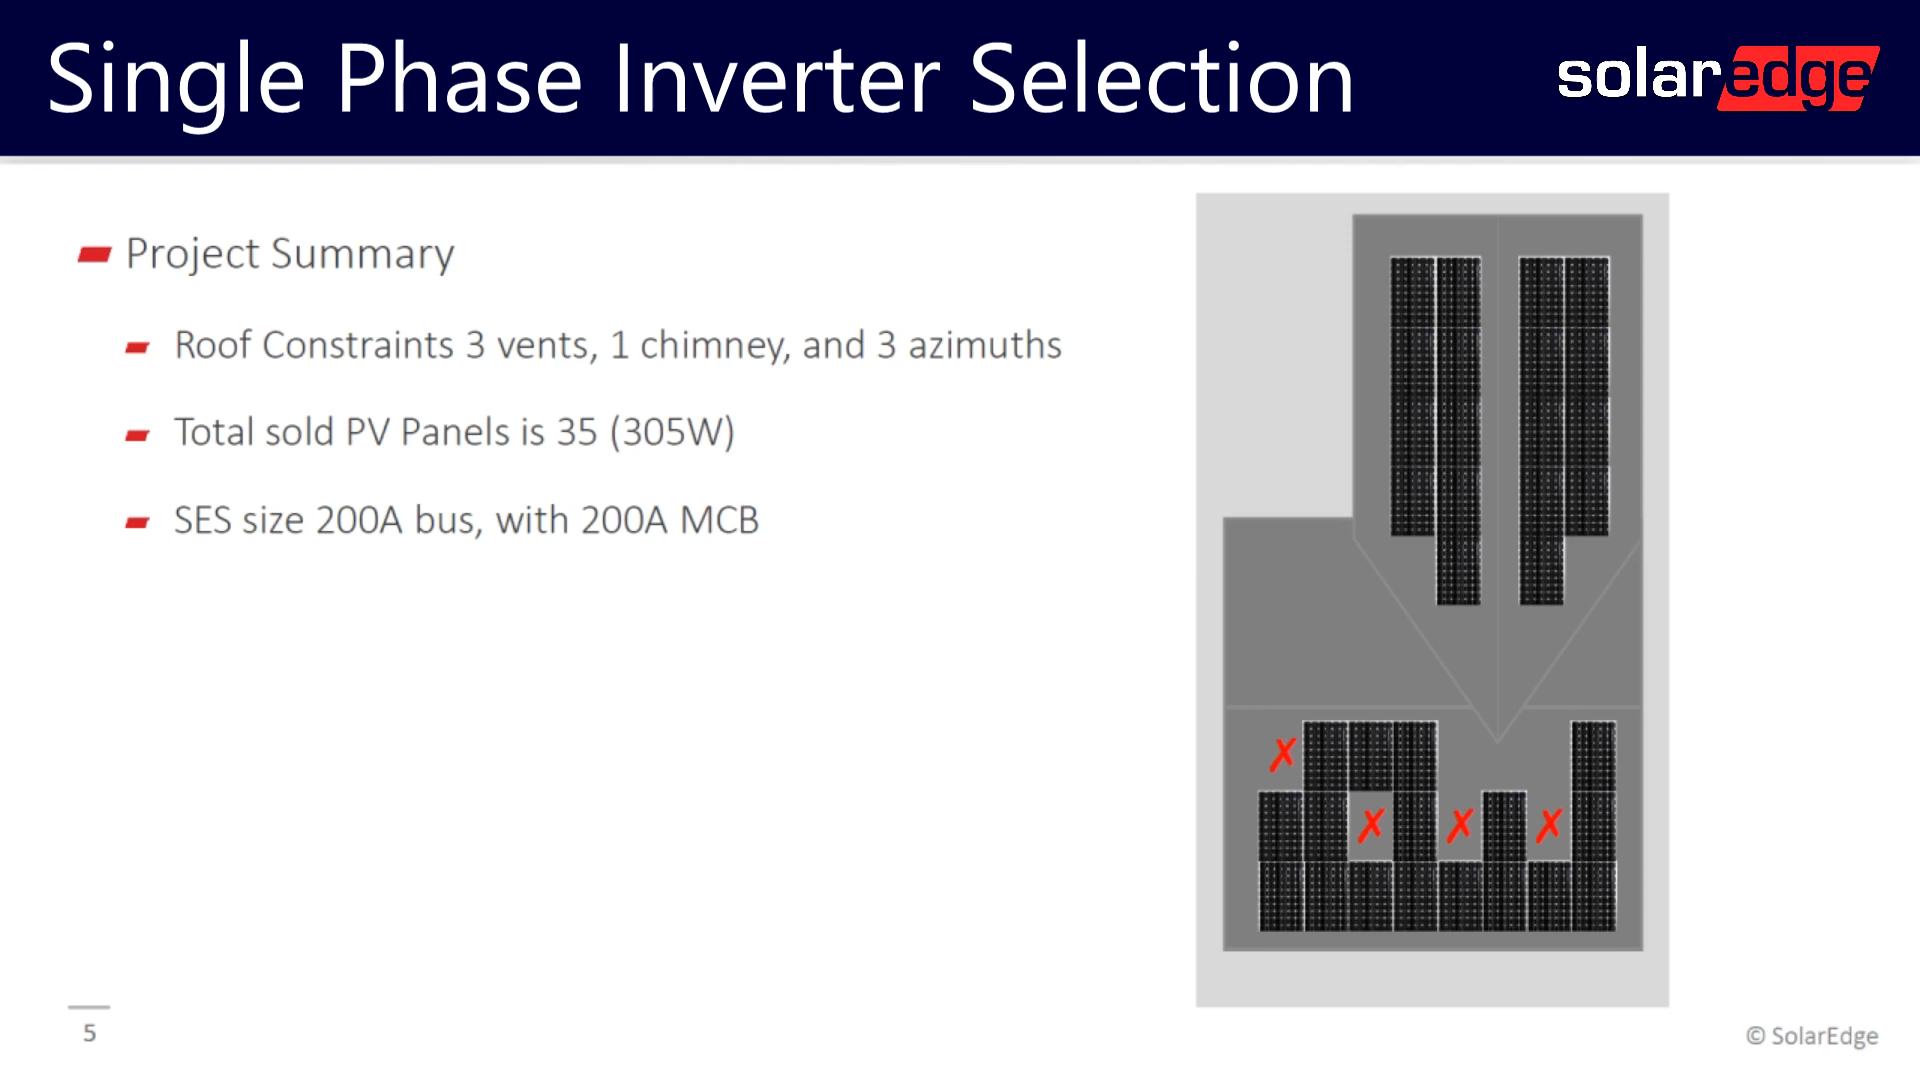 Single Phase Inverter Selection
solaredge
Project Summary
Roof Constraints 3 vents, 1 chimney, and 3 azimuths
Total sold PV Panels is 35 (305W)
SES size 200A bus, with 200A MCB
✗
✗ ✗ ✗
5
© SolarEdge